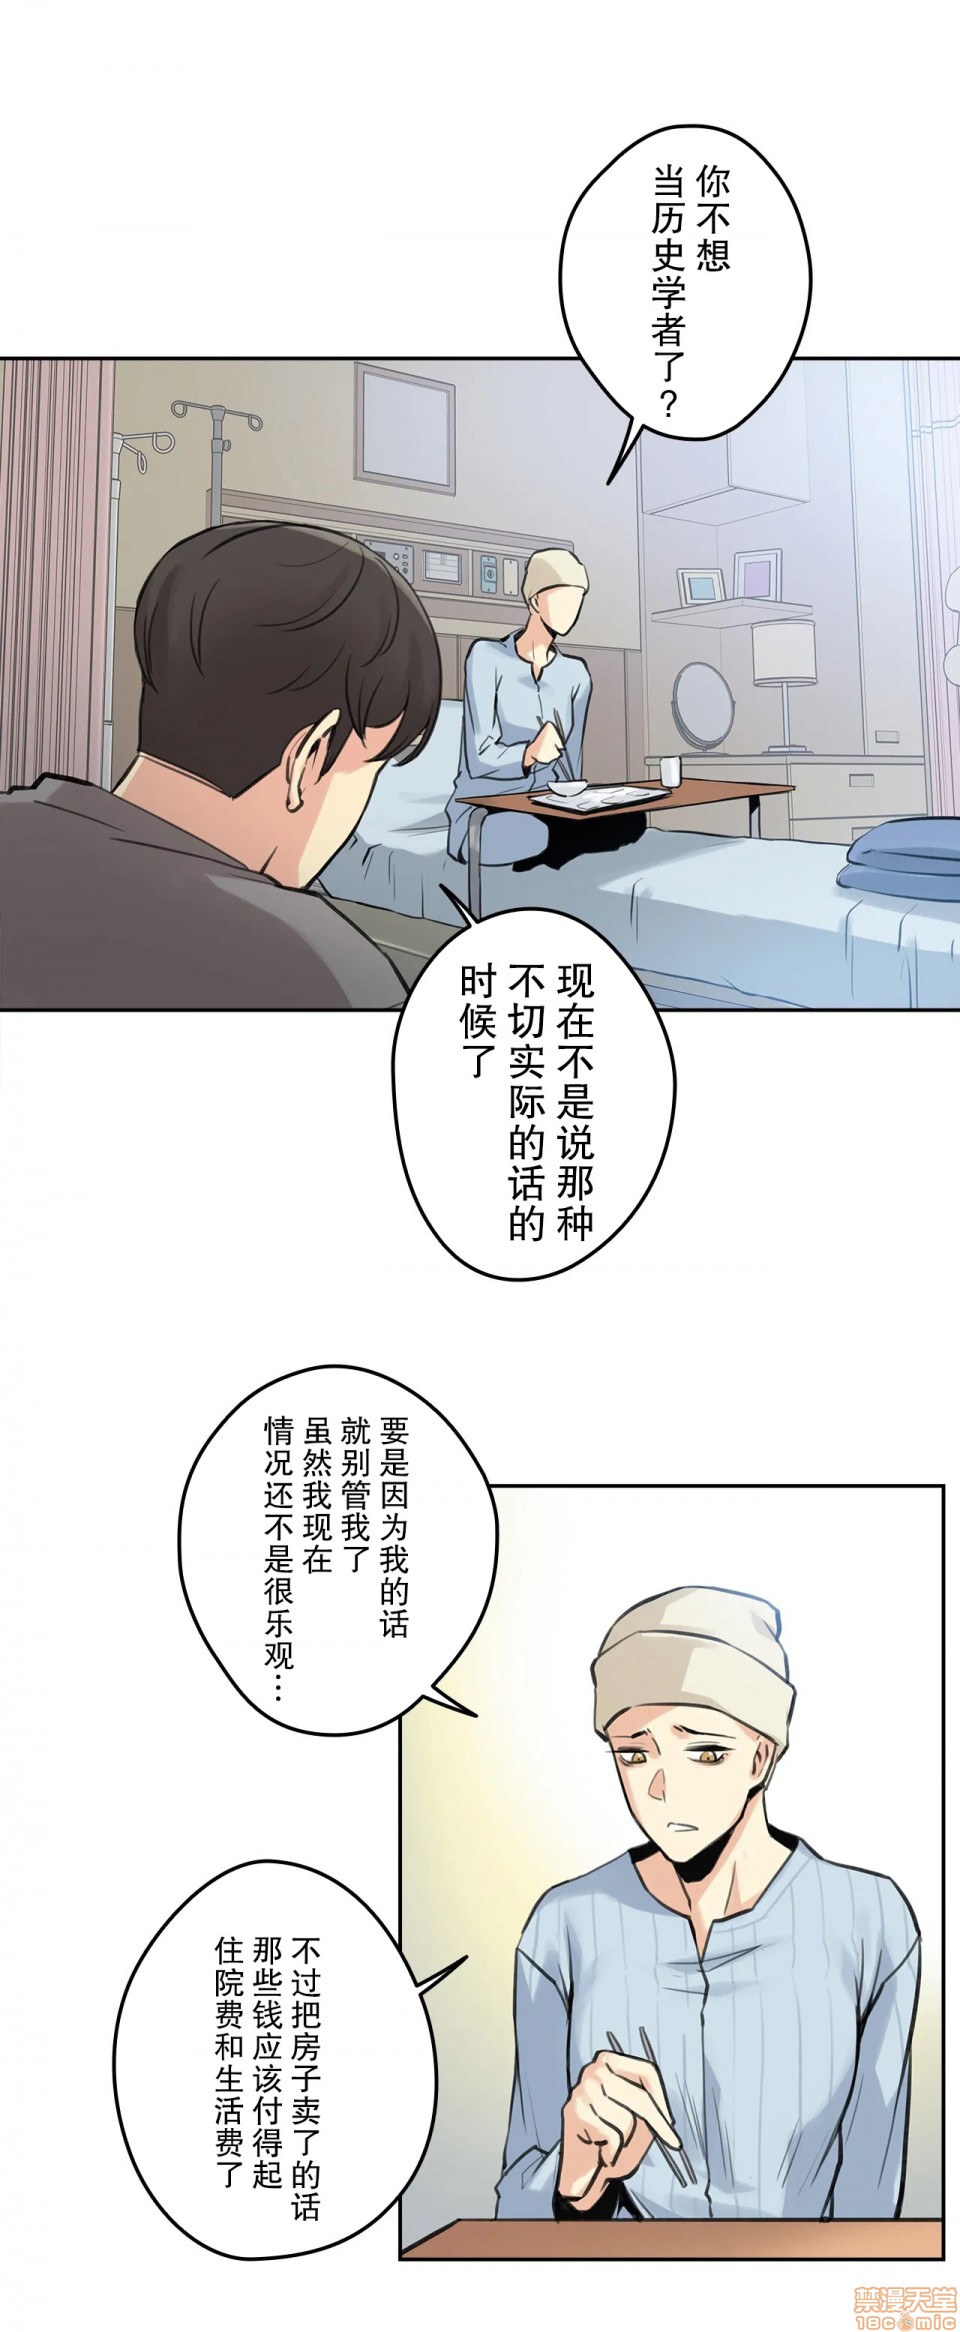 你不想
当历史学者了？
现在不是说那种
不切实际的话的
时候了
要是因为我的话
就别管我了
虽然我现在
情况还不是很乐观…
不过把房子卖了的话
那些钱应该付得起
住院费和生活费了
禁漫天堂
18comic